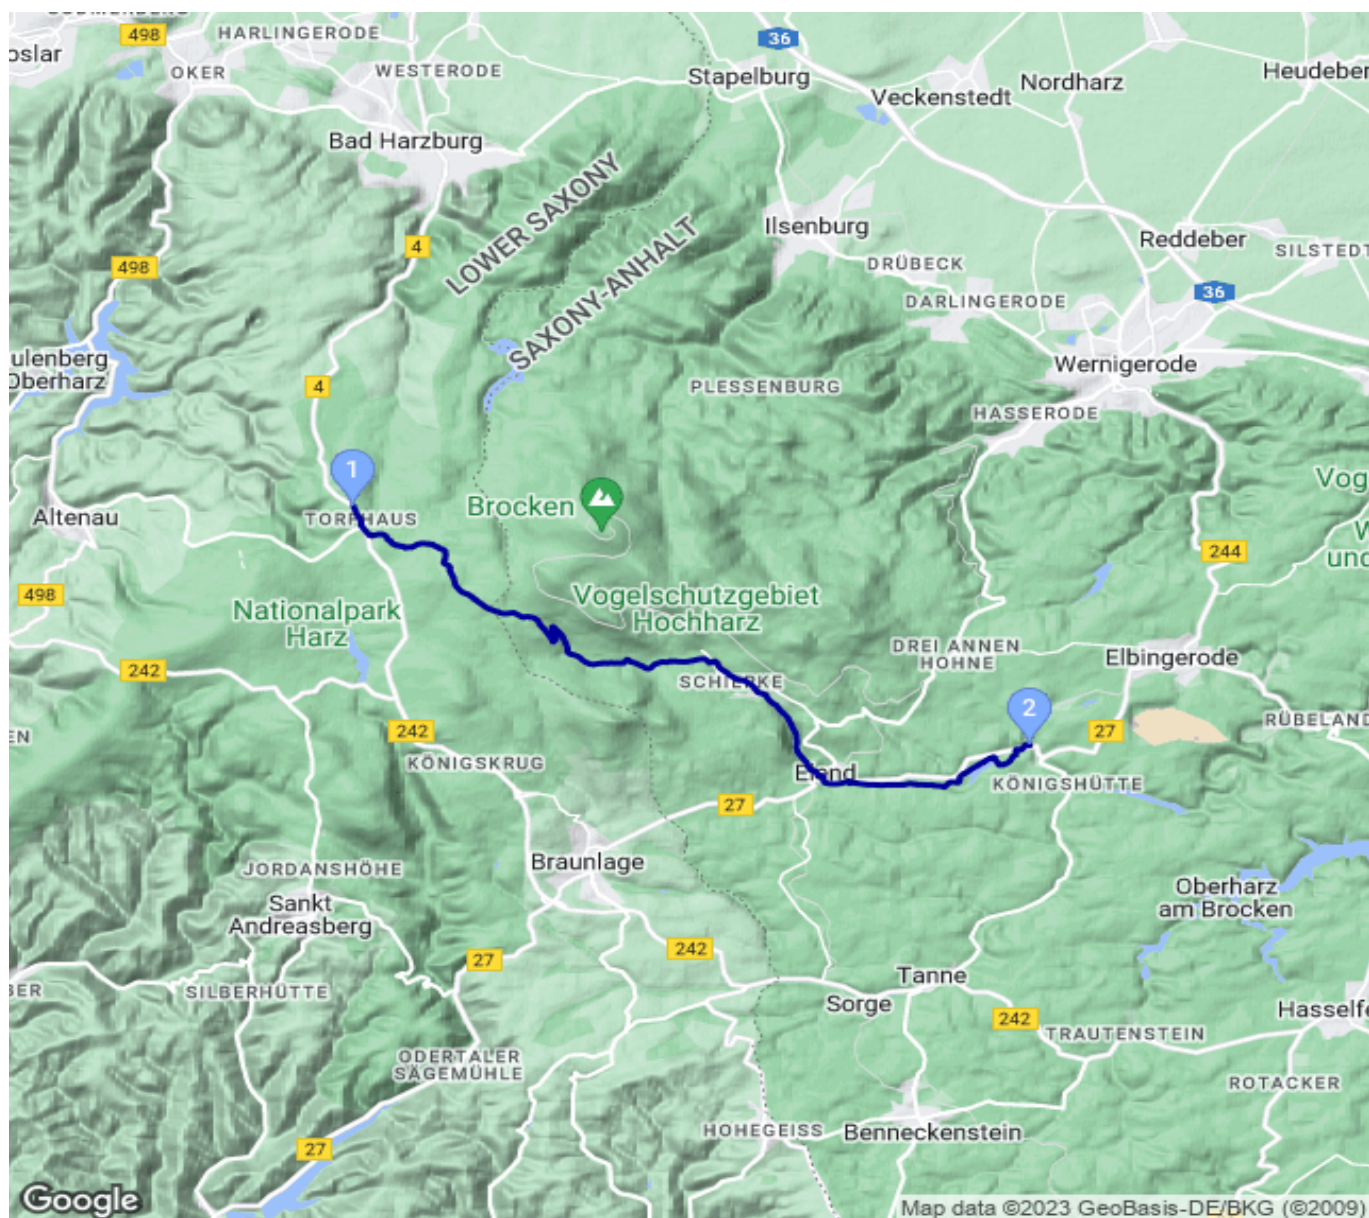 498
HARLINGERODE
36
oslar
OKER
WESTERODE
Stapelburg
Nordharz
Heudeber
Veckenstedt
Bad Harzburg
LOWER SAXONY
SAXONY-ANHALT
Ilsenburg
Reddeber
SILSTEDT
4
498
DRÜBECK
DARLINGERODE
36
ulenberg
Oberharz
4
PLESSENBURG
Wernigerode
HASSERODE
1
Brocken
Vog
Altenau
TORFHAUS
W
und
244
498
Nationalpark
Harz
Vogelschutzgebiet
Hochharz
DREI ANNEN
HOHNE
Elbingerode
242
SCHIERKE
2
RÜBELAND
EN
242
27
KÖNIGSKRUG
Elend
KÖNIGSHÜTTE
27
Braunlage
JORDANSHÖHE
Sankt
Andreasberg
Oberharz
am Brocken
242
27
Tanne
BER
SILBERHÜTTE
Sorge
Hasselfe
242
TRAUTENSTEIN
ODERTALER
SÄGEMÜHLE
ROTACKER
HOHEGEISS
Benneckenstein
27
Google
Map data ©2023 GeoBasis-DE/BKG (©2009)